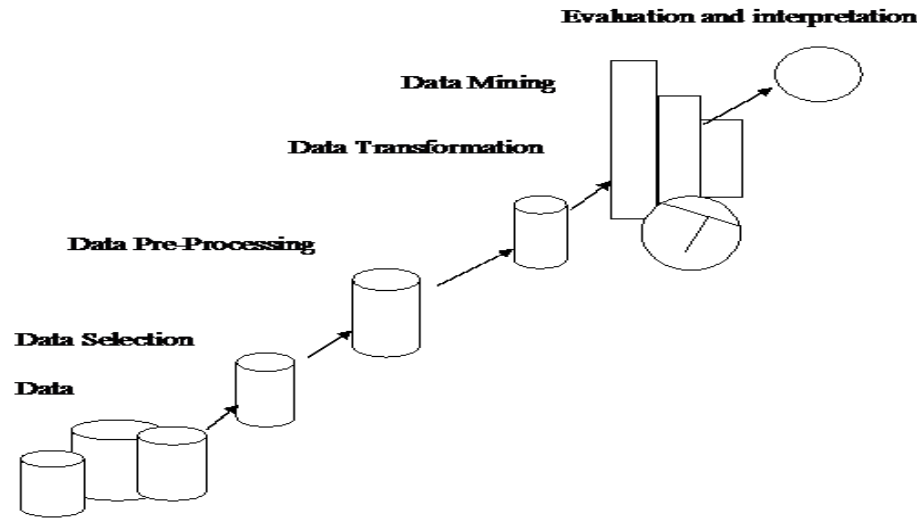 Evaluation and interpretation
Data Mining
Data Transformation
Data Pre-Processing
Data Selection
Data